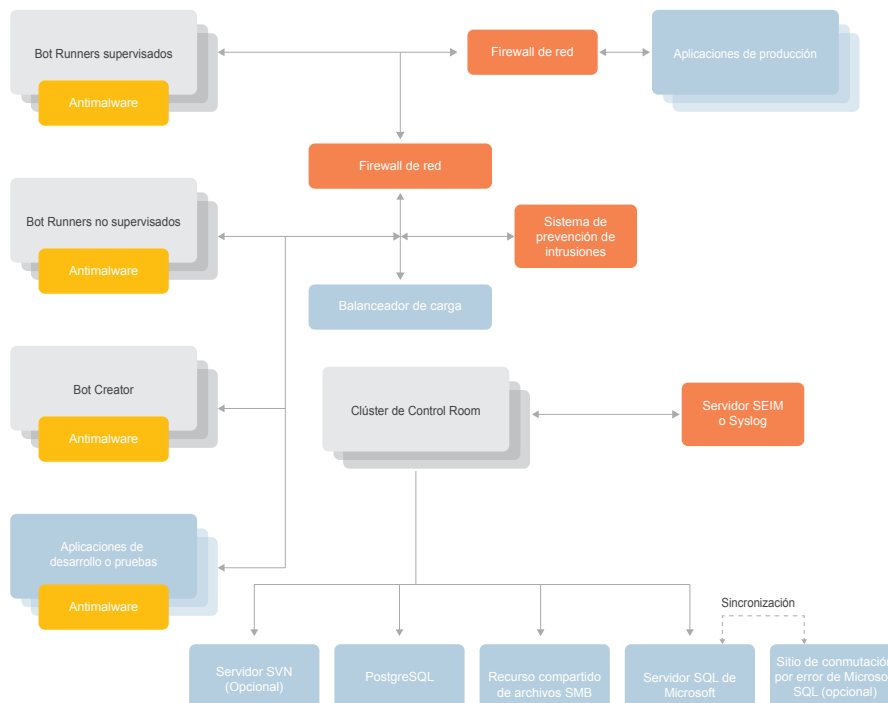 Bot Runners supervisados
Antimalware
Firewall de red
Aplicaciones de producción
Firewall de red
Bot Runners no supervisados
Antimalware
Sistema de
prevención de
intrusiones
Balanceador de carga
Bot Creator
Antimalware
Clúster de Control Room
Servidor SEIM
o Syslog
Aplicaciones de
desarrollo o pruebas
Antimalware
Sincronización
Servidor SVN
(Opcional)
PostgreSQL
Recurso compartido
de archivos SMB
Servidor SQL de
Microsoft
Sitio de conmutación
por error de Microso
SQL (opcional)